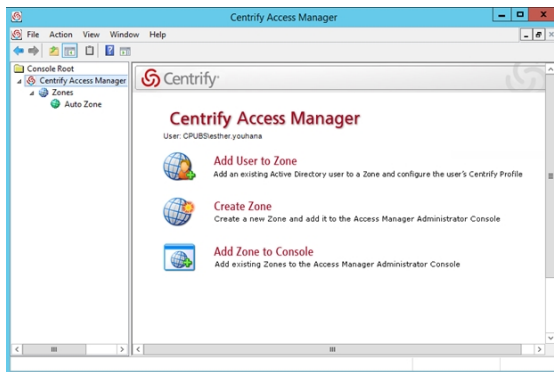 Centrify Access Manager
File Action View Window Help
Console Root
Centrify Access Manager
Zones
Auto Zone
Centrify
Centrify Access Manager
User: CPUBS\esther.youhana
Add User to Zone
Add an existing Active Directory user to a Zone and configure the user's Centrify Profile
Create Zone
Create a new Zone and add it to the Access Manager Administrator Console
Add Zone to Console
Add existing Zones to the Access Manager Administrator Console